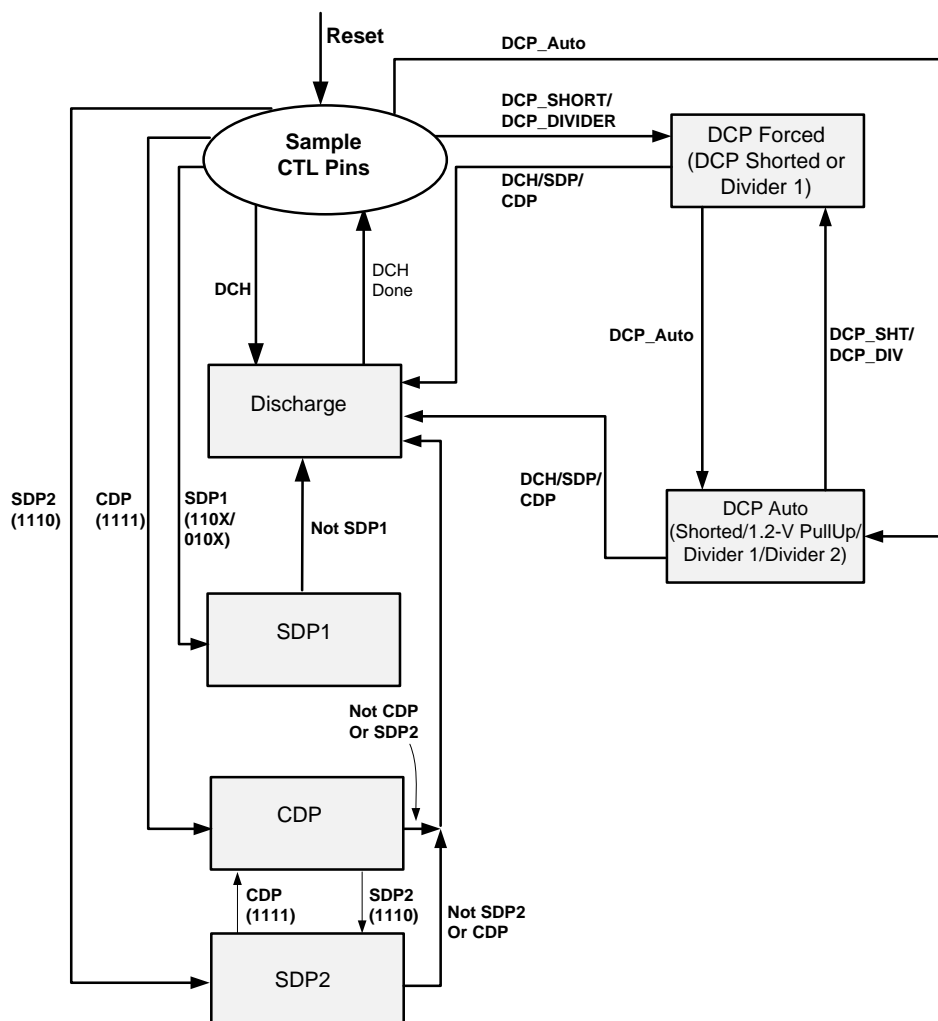 Reset
DCP_Auto
DCP_SHORT/
DCP_DIVIDER
Sample
CTL Pins
DCP Forced
(DCP Shorted or
Divider 1)
DCH/SDP/
CDP
DCH
DCH
Done
DCP_Auto
DCP_SHT/
DCP_DIV
Discharge
SDP2
(1110)
CDP
(1111)
SDP1
(110X/
010X)
Not SDP1
DCH/SDP/
CDP
DCP Auto
(Shorted/1.2-V PullUp/
Divider 1/Divider 2)
SDP1
Not CDP
Or SDP2
CDP
CDP
(1111)
SDP2
(1110)
Not SDP2
Or CDP
SDP2